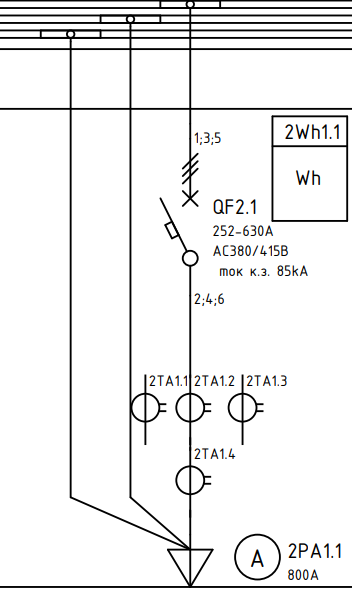 1;3;5
2Wh1.1
Wh
QF2.1
252-630A
AC380/415В
ток к.з. 85kA
2;4;6
2TA1.1
2TA1.2
2TA1.3
2TA1.4
A
2PA1.1
800A